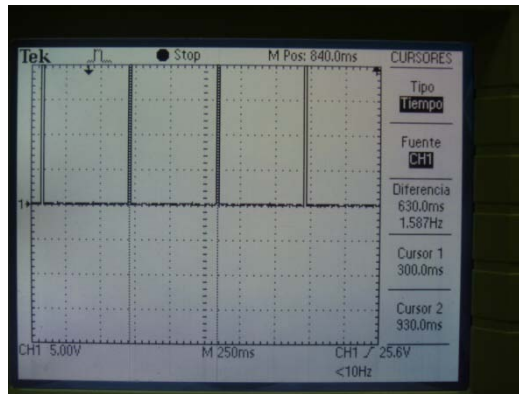 Tek Stop M Pos: 840.0ms CURSORES
Tipo
Tiempo
Fuente
CH1
Diferencia
630.0ms
1.587Hz
Cursor 1
300.0ms
Cursor 2
930.0ms
1
CH1 5.00V M 250ms CH1 25.6V
<10Hz